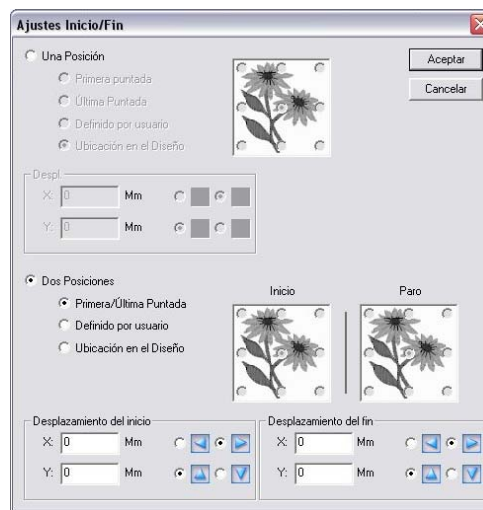 Ajustes Inicio/Fin
Una Posición
Aceptar
Primera puntada
Cancelar
Última Puntada
Definido por usuario
Ubicación en el Diseño
Despl.
X: 0 Mm
Y: 0 Mm
Dos Posiciones
Inicio Paro
Primera/Última Puntada
Definido por usuario
Ubicación en el Diseño
Desplazamiento del inicio
X: 0 Mm
Y: 0 Mm
Desplazamiento del fin
X: 0 Mm
Y: 0 Mm